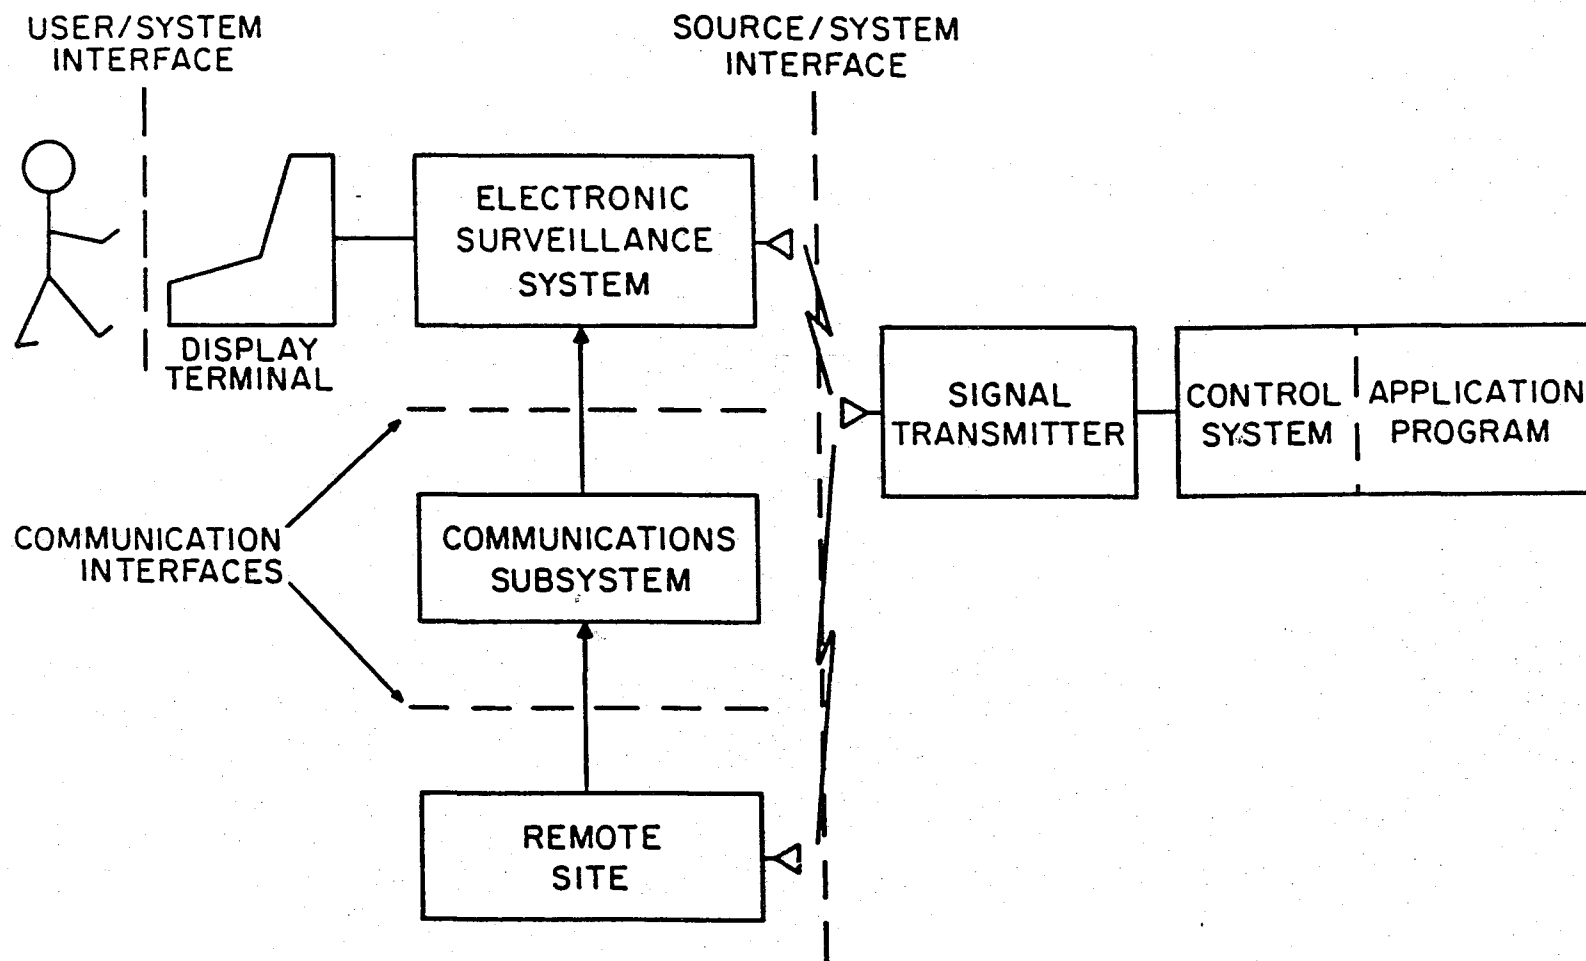 USER/SYSTEM
INTERFACE
SOURCE/SYSTEM
INTERFACE
ELECTRONIC
SURVEILLANCE
SYSTEM
DISPLAY
TERMINAL
SIGNAL
TRANSMITTER
CONTROL
SYSTEM
APPLICATION
PROGRAM
COMMUNICATION
INTERFACES
COMMUNICATIONS
SUBSYSTEM
REMOTE
SITE